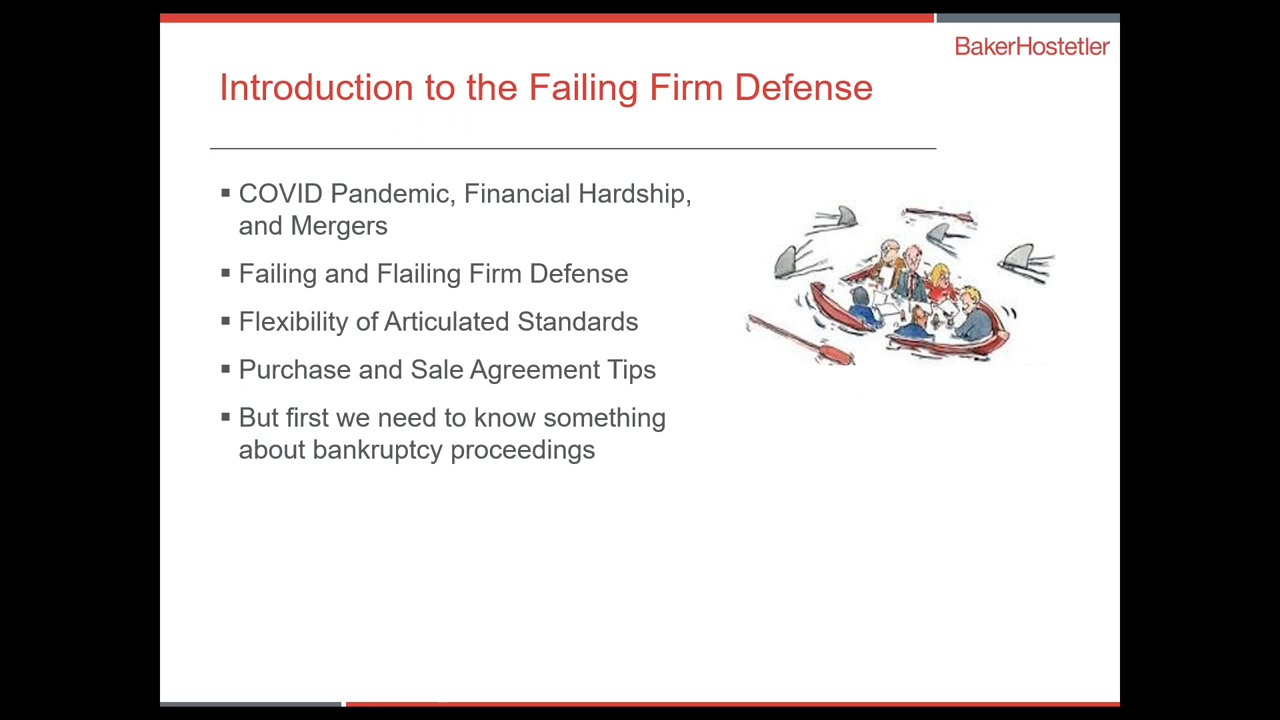 BakerHostetler
Introduction to the Failing Firm Defense
▪ COVID Pandemic, Financial Hardship,
and Mergers
▪ Failing and Flailing Firm Defense
▪ Flexibility of Articulated Standards
▪ Purchase and Sale Agreement Tips
▪ But first we need to know something
about bankruptcy proceedings